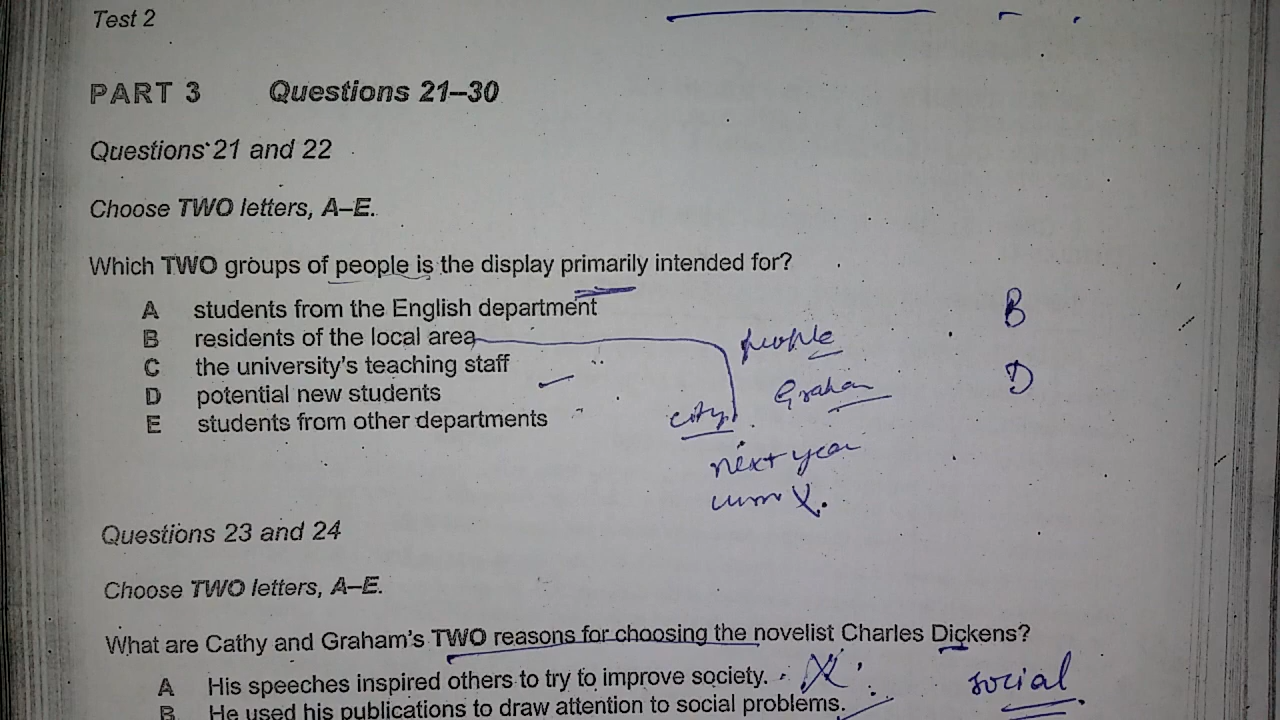 Test 2
PART 3 Questions 21–30
Questions 21 and 22
Choose TWO letters, A–E.
Which TWO groups of people is the display primarily intended for?
A students from the English department
B residents of the local area
C the university's teaching staff
D potential new students
E students from other departments
B
D
people
Graham
city
next year
Questions 23 and 24
Choose TWO letters, A–E.
What are Cathy and Graham's TWO reasons for choosing the novelist Charles Dickens?
A His speeches inspired others to try to improve society. X
B He used his publications to draw attention to social problems.
social